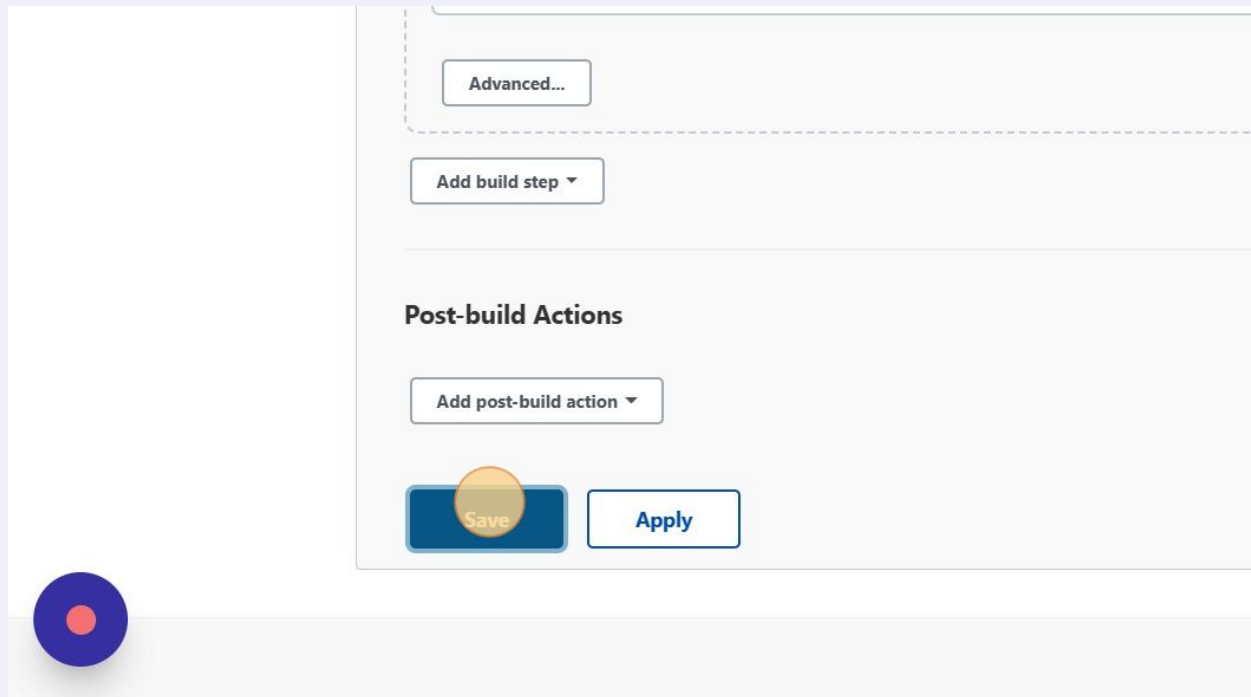 Advanced...
Add build step
Post-build Actions
Add post-build action
Save
Apply